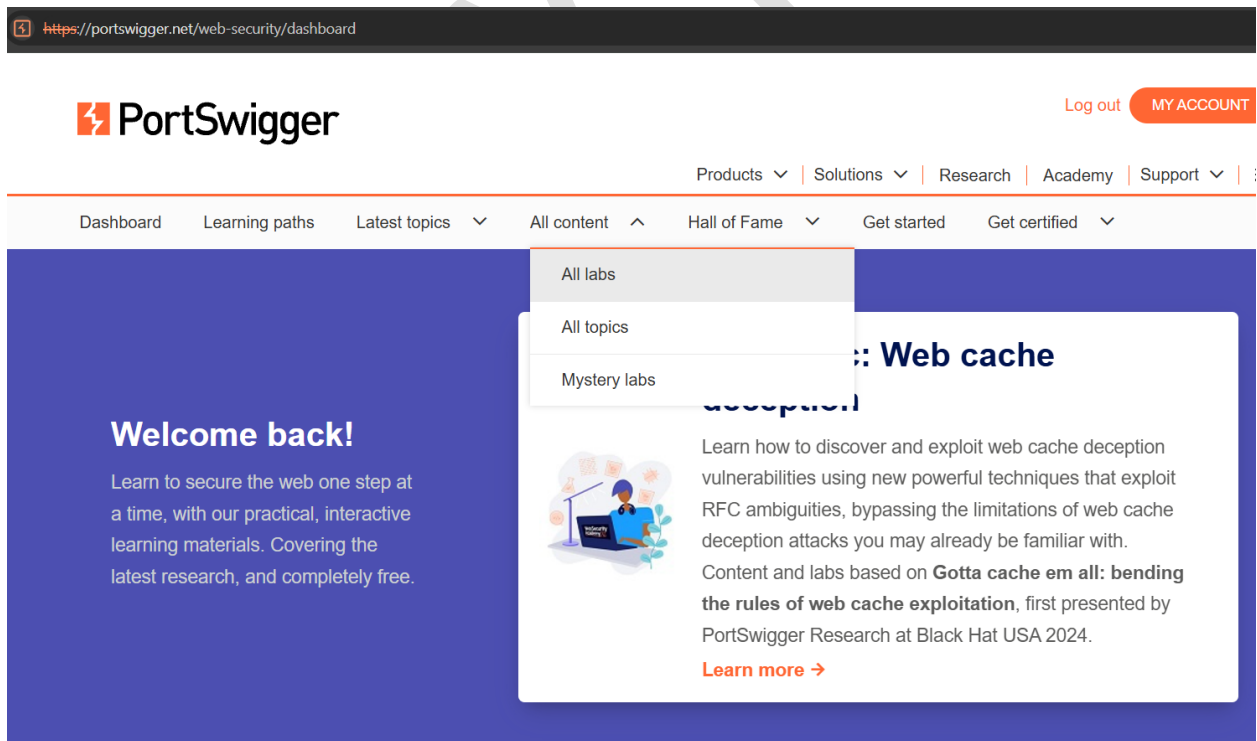 https://portswigger.net/web-security/dashboard
PortSwigger
Log out MY ACCOUNT
Products Solutions Research Academy Support
Dashboard Learning paths Latest topics All content Hall of Fame Get started Get certified
All labs
All topics
Mystery labs
: Web cache
deception
Welcome back!
Learn to secure the web one step at
a time, with our practical, interactive
learning materials. Covering the
latest research, and completely free.
Learn how to discover and exploit web cache deception
vulnerabilities using new powerful techniques that exploit
RFC ambiguities, bypassing the limitations of web cache
deception attacks you may already be familiar with.
Content and labs based on Gotta cache em all: bending
the rules of web cache exploitation, first presented by
PortSwigger Research at Black Hat USA 2024.
Learn more →